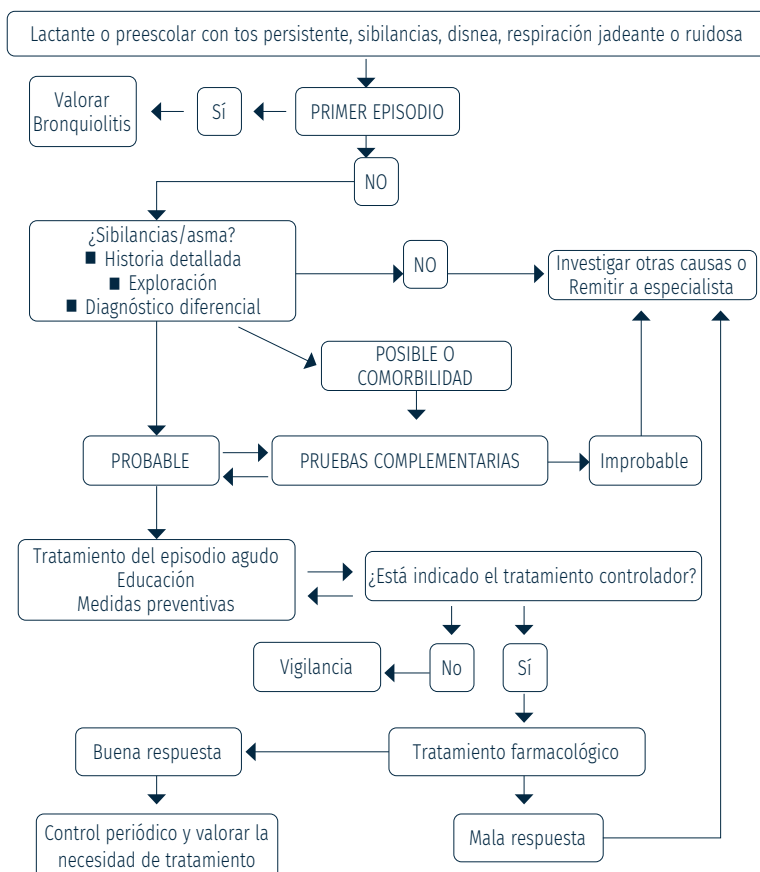 Lactante o preescolar con tos persistente, sibilancias, disnea, respiración jadeante o ruidosa
Valorar
Bronquiolitis
Sí
PRIMER EPISODIO
NO
¿Sibilancias/asma?
■ Historia detallada
■ Exploración
■ Diagnóstico diferencial
NO
Investigar otras causas o
Remitir a especialista
POSIBLE O
COMORBILIDAD
PROBABLE
PRUEBAS COMPLEMENTARIAS
Improbable
Tratamiento del episodio agudo
Educación
Medidas preventivas
¿Está indicado el tratamiento controlador?
Vigilancia
No
Sí
Buena respuesta
Tratamiento farmacológico
Control periódico y valorar la
necesidad de tratamiento
Mala respuesta